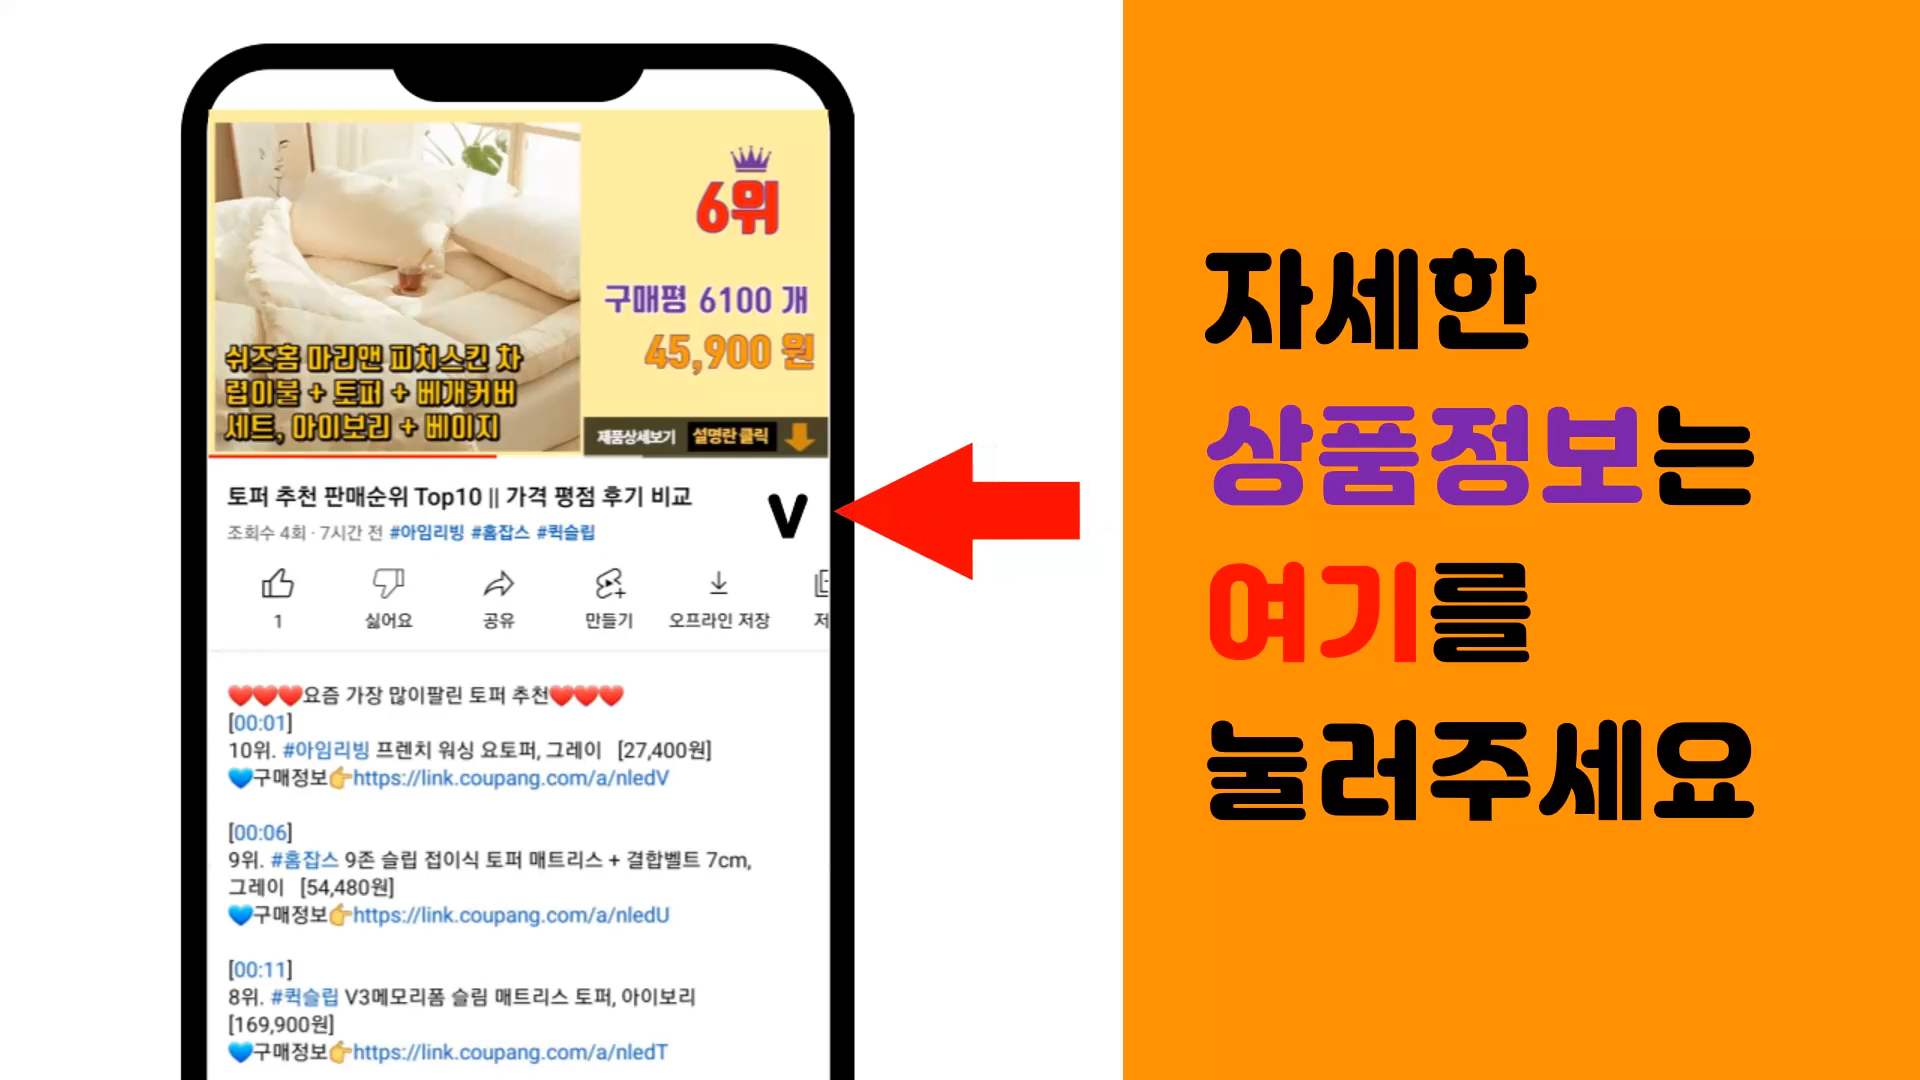 6위
구매평 6100 개
45,900 원
쉬즈홈 마리앤 피치스킨 차
렵이불 + 토퍼 + 베개커버
세트, 아이보리 + 베이지
제품상세보기 설명란 클릭
토퍼 추천 판매순위 Top10 || 가격 평점 후기 비교
V
조회수 4회 · 7시간 전 #아임리빙 #홈잡스 #퀵슬립
1 싫어요 공유 만들기 오프라인 저장 저
❤️❤️❤️요즘 가장 많이팔린 토퍼 추천❤️❤️❤️
[00:01]
10위. #아임리빙 프렌치 워싱 요토퍼, 그레이 [27,400원]
💙구매정보👉https://link.coupang.com/a/nledV
[00:06]
9위. #홈잡스 9존 슬립 접이식 토퍼 매트리스 + 결합벨트 7cm,
그레이 [54,480원]
💙구매정보👉https://link.coupang.com/a/nledU
[00:11]
8위. #퀵슬립 V3메모리폼 슬림 매트리스 토퍼, 아이보리
[169,900원]
💙구매정보👉https://link.coupang.com/a/nledT
자세한
상품정보는
여기를
눌러주세요